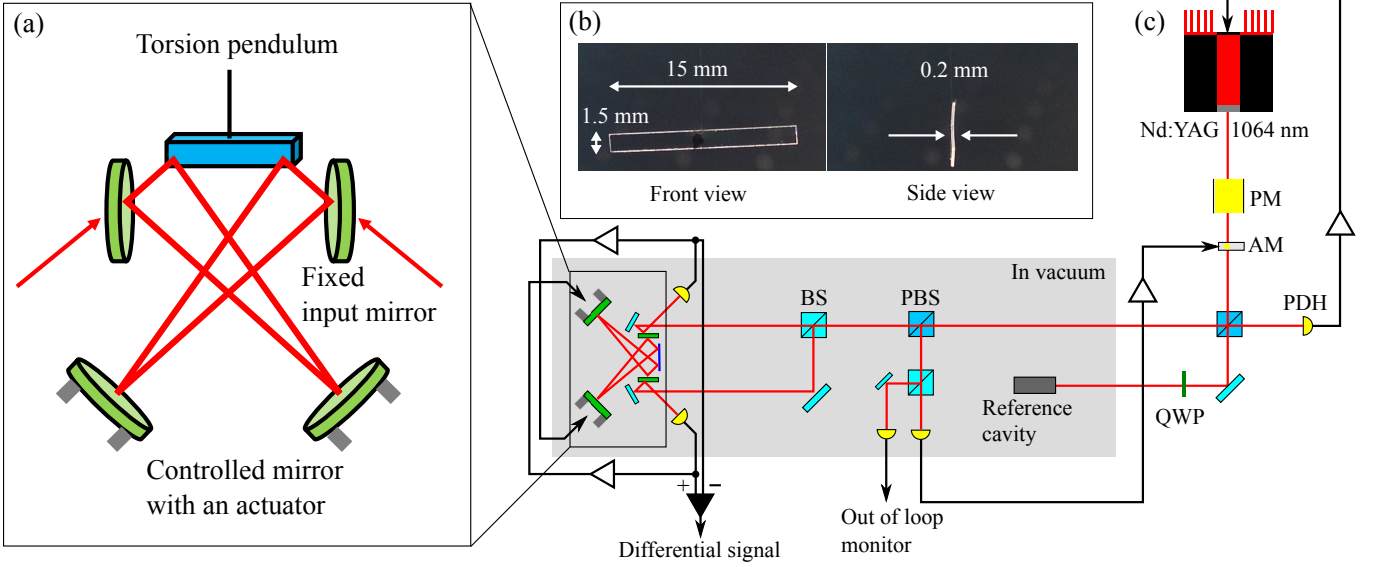 (a)
Torsion pendulum
Fixed
input mirror
Controlled mirror
with an actuator
(b)
15 mm
1.5 mm
Front view
0.2 mm
Side view
(c)
Nd:YAG 1064 nm
PM
AM
In vacuum
BS
PBS
PDH
Reference
cavity
QWP
+ −
Out of loop
monitor
Differential signal